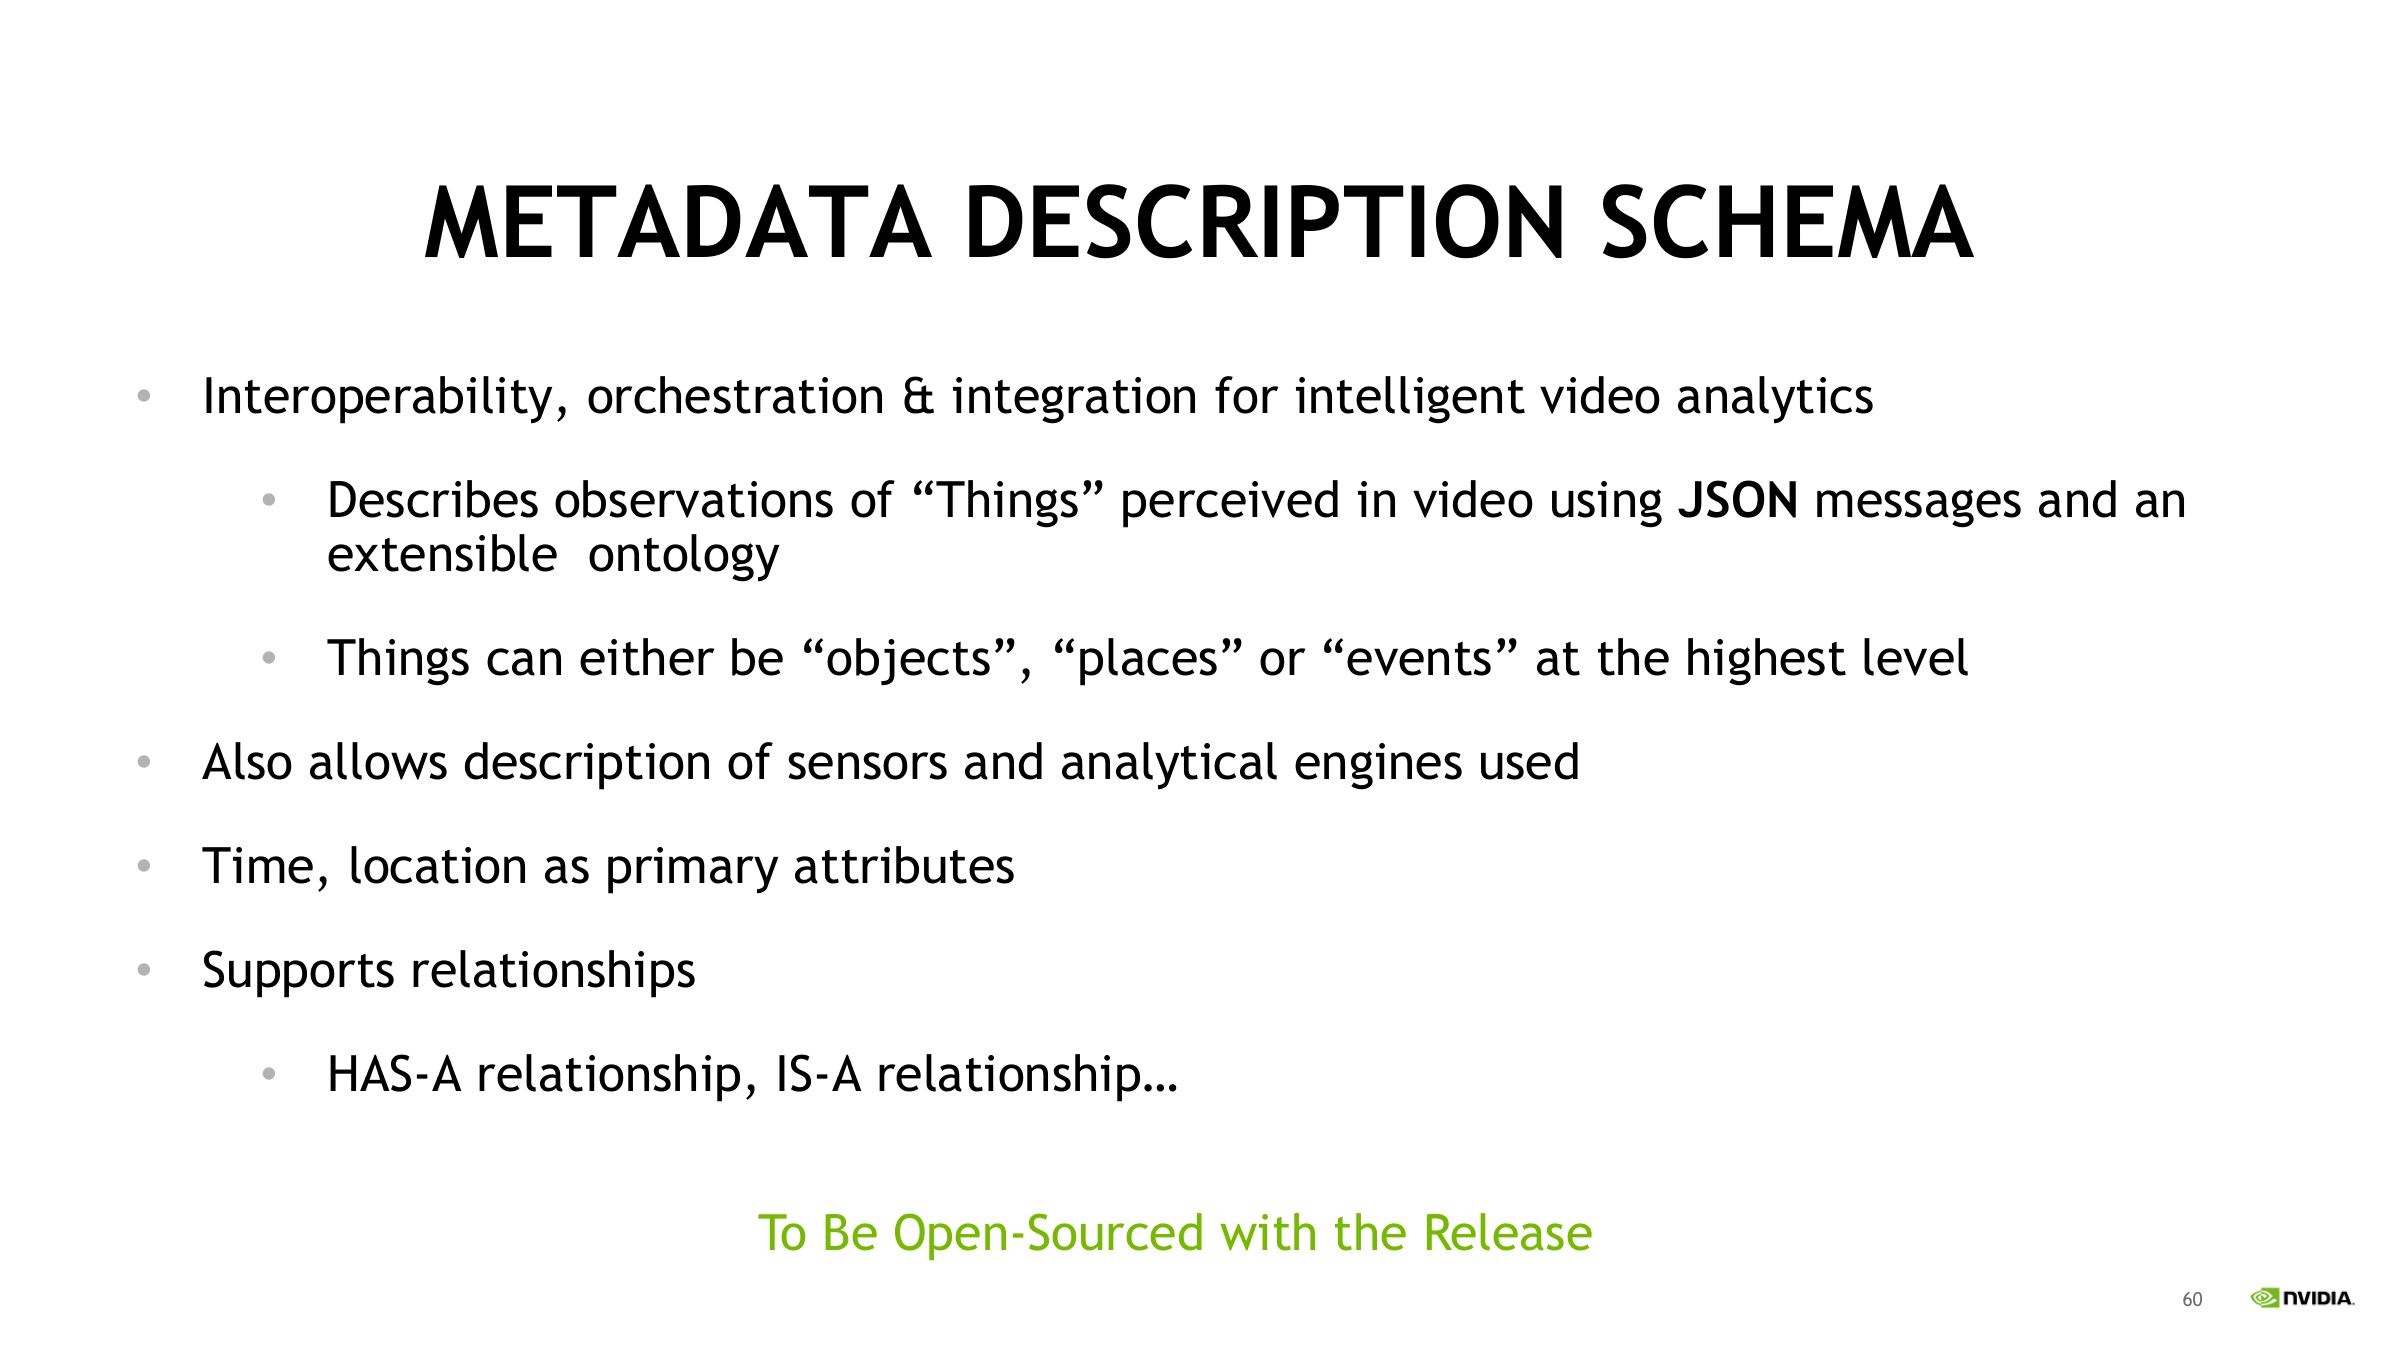 METADATA DESCRIPTION SCHEMA
• Interoperability, orchestration & integration for intelligent video analytics
• Describes observations of “Things” perceived in video using JSON messages and an
extensible  ontology
• Things can either be “objects”, “places” or “events” at the highest level
• Also allows description of sensors and analytical engines used
• Time, location as primary attributes
• Supports relationships
• HAS-A relationship, IS-A relationship…
To Be Open-Sourced with the Release
60 NVIDIA.